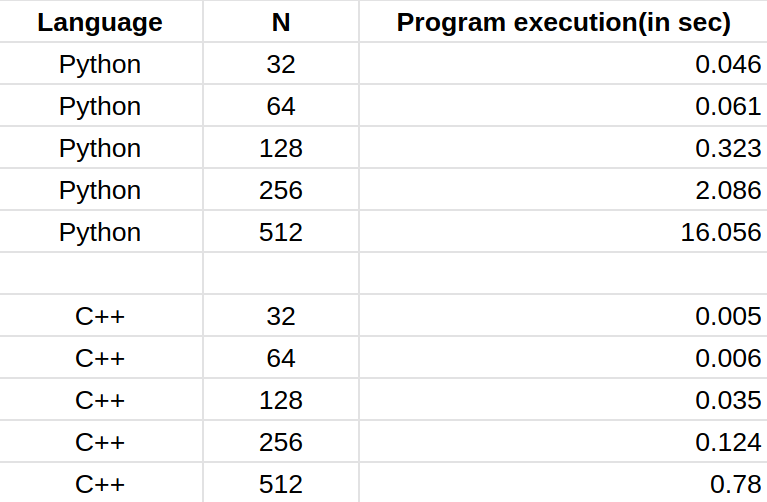 Language N Program execution(in sec)
Python 32 0.046
Python 64 0.061
Python 128 0.323
Python 256 2.086
Python 512 16.056
C++ 32 0.005
C++ 64 0.006
C++ 128 0.035
C++ 256 0.124
C++ 512 0.78